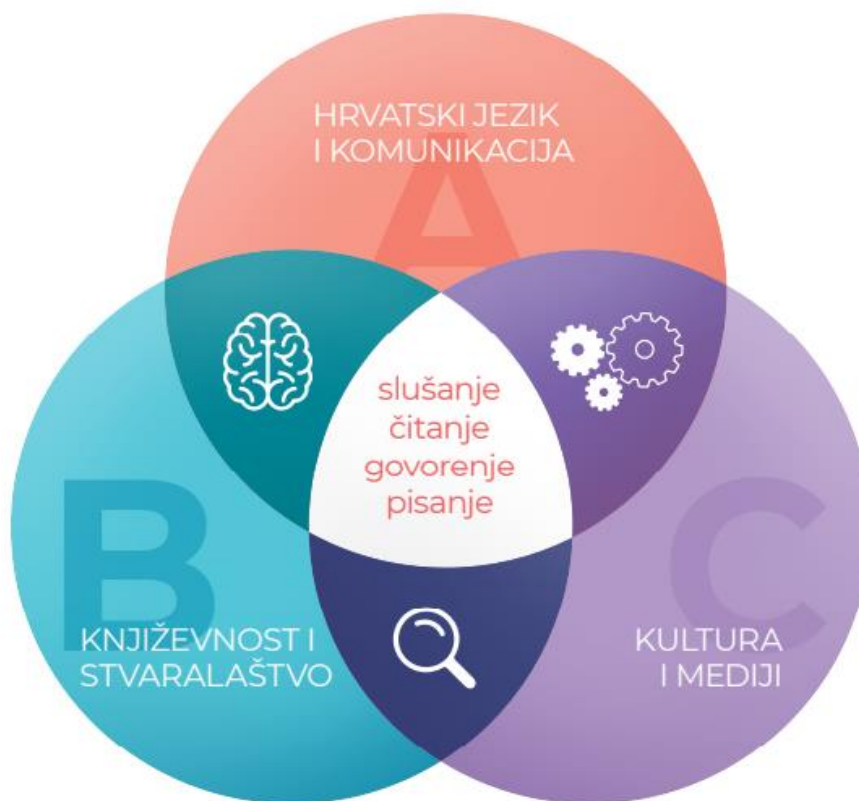 HRVATSKI JEZIK
I KOMUNIKACIJA
A
slušanje
čitanje
govorenje
pisanje
B
KNJIŽEVNOST I
STVARALAŠTVO
C
KULTURA
I MEDIJI